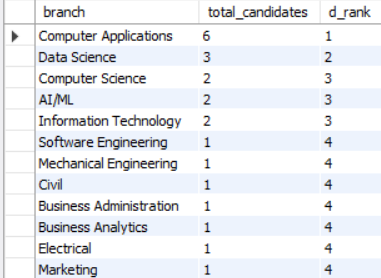 branch total_candidates d_rank
Computer Applications 6 1
Data Science 3 2
Computer Science 2 3
AI/ML 2 3
Information Technology 2 3
Software Engineering 1 4
Mechanical Engineering 1 4
Civil 1 4
Business Administration 1 4
Business Analytics 1 4
Electrical 1 4
Marketing 1 4